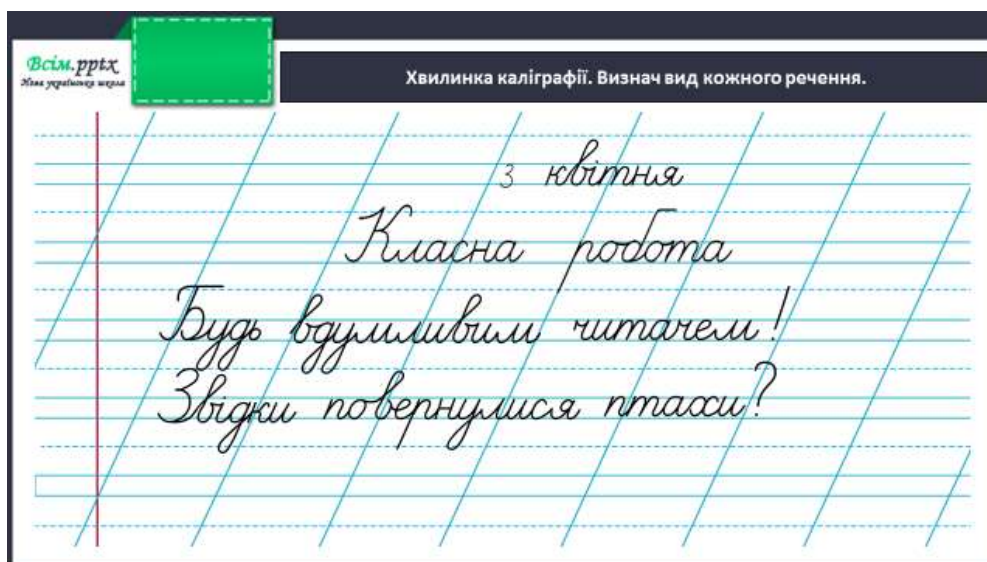 Всім.pptx
Нова українська школа
Хвилинка каліграфії. Визнач вид кожного речення.
3 квітня
Класна робота
Будь вдумливим читачем!
Звідки повернулися птахи?